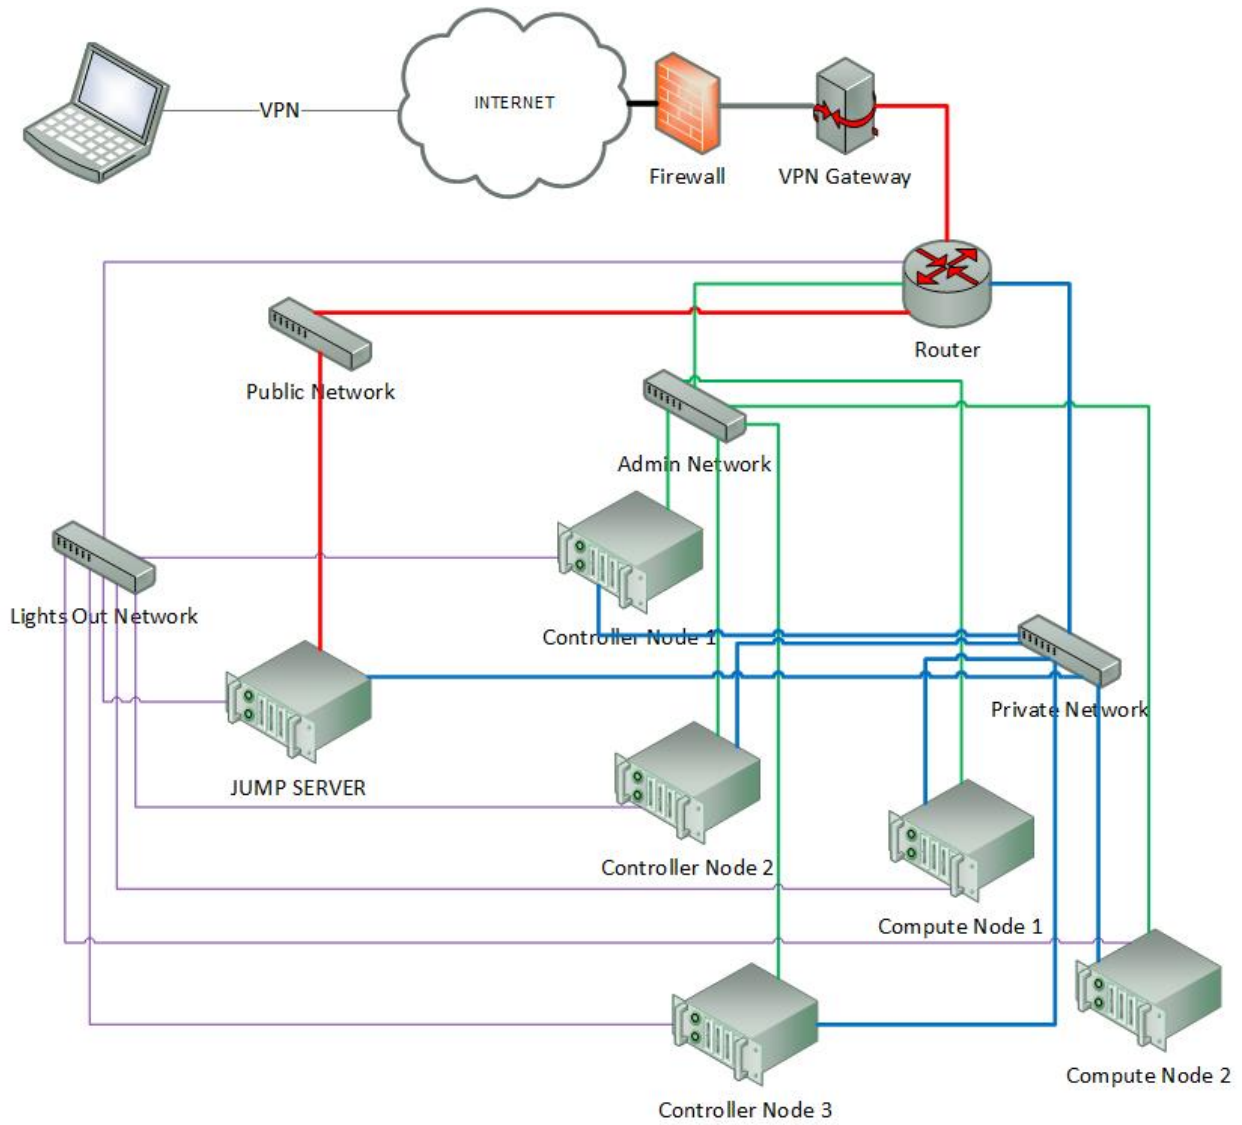 VPN
INTERNET
Firewall
VPN Gateway
Router
Public Network
Admin Network
Lights Out Network
Controller Node 1
Private Network
JUMP SERVER
Controller Node 2
Compute Node 1
Compute Node 2
Controller Node 3